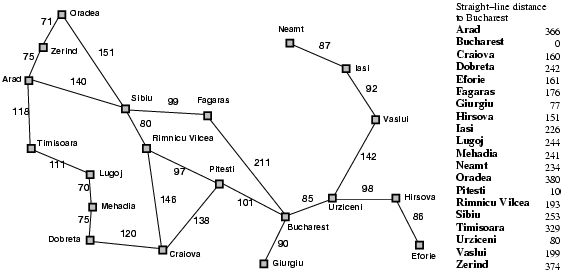 Straight–line distance
to Bucharest
Arad 366
Bucharest 0
Craiova 160
Dobreta 242
Eforie 161
Fagaras 176
Giurgiu 77
Hirsova 151
Iasi 226
Lugoj 244
Mehadia 241
Neamt 234
Oradea 380
Pitesti 10
Rimnicu Vilcea 193
Sibiu 253
Timisoara 329
Urziceni 80
Vaslui 199
Zerind 374
Oradea
71
Neamt
Zerind
87
151
75
Iasi
Arad
140
92
Sibiu
99
Fagaras
118
Vaslui
80
Rimnicu Vilcea
Timisoara
142
111
211
Lugoj
97
Pitesti
70
98
Hirsova
146
85
Mehadia
101
Urziceni
138
86
75
Bucharest
120
Dobreta
90
Craiova
Eforie
Giurgiu